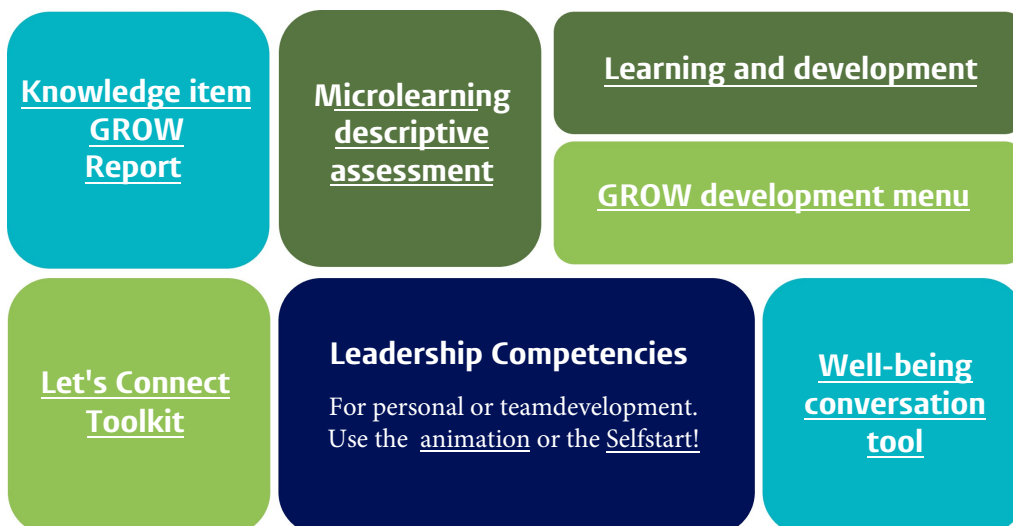 Knowledge item
GROW
Report
Microlearning
descriptive
assessment
Learning and development
GROW development menu
Let's Connect
Toolkit
Leadership Competencies
For personal or teamdevelopment.
Use the animation or the Selfstart!
Well-being
conversation
tool